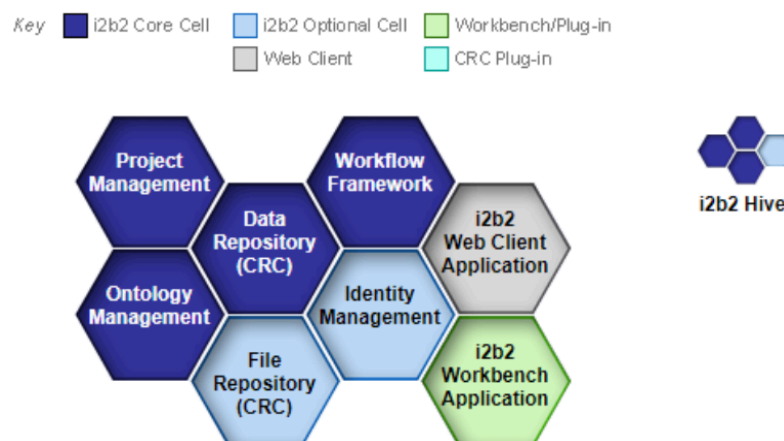 Key i2b2 Core Cell i2b2 Optional Cell Workbench/Plug-in
Web Client CRC Plug-in
Project
Management
Workflow
Framework
Data
Repository
(CRC)
i2b2
Web Client
Application
i2b2 Hive
Ontology
Management
Identity
Management
File
Repository
(CRC)
i2b2
Workbench
Application